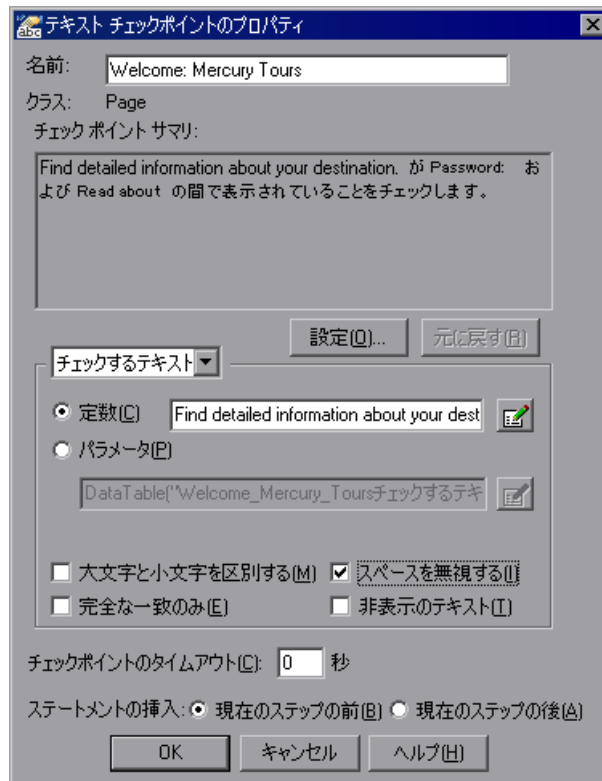 テキスト チェックポイントのプロパティ
名前: Welcome: Mercury Tours
クラス: Page
チェック ポイント サマリ:
Find detailed information about your destination. が Password: お
よび Read about の間で表示されていることをチェックします。
設定(O)... 元に戻す(R)
チェックするテキスト
定数(C) Find detailed information about your dest
パラメータ(P)
DataTable("Welcome_Mercury_Toursチェックするテキ
大文字と小文字を区別する(M) スペースを無視する(I)
完全な一致のみ(E) 非表示のテキスト(T)
チェックポイントのタイムアウト(C): 0 秒
ステートメントの挿入: 現在のステップの前(B) 現在のステップの後(A)
OK キャンセル ヘルプ(H)